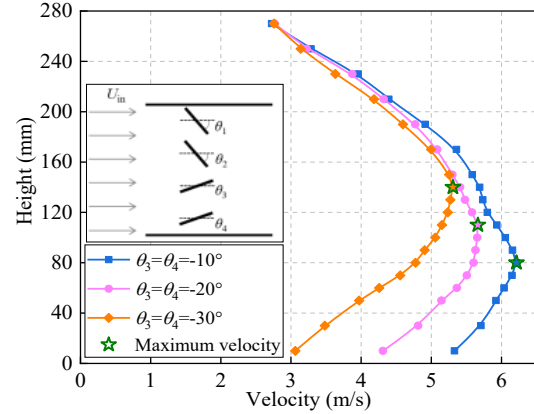 280
240
200
160
120
80
40
0
Height (mm)
U_in
θ_1
θ_2
θ_3
θ_4
θ_3=θ_4=-10°
θ_3=θ_4=-20°
θ_3=θ_4=-30°
Maximum velocity
0 1 2 3 4 5 6
Velocity (m/s)